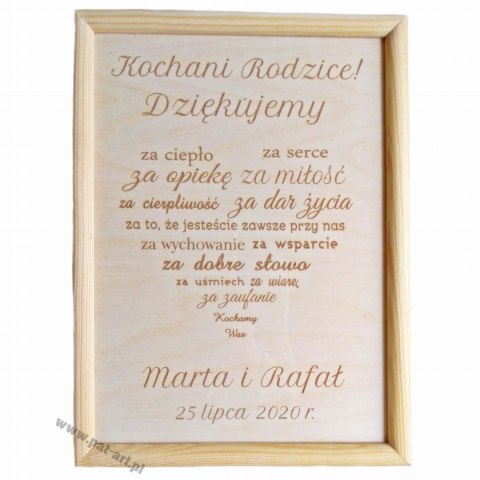 Kochani Rodzice!
Dziękujemy
za ciepło za serce
za opiekę za miłość
za cierpliwość za dar życia
za to, że jesteście zawsze przy nas
za wychowanie za wsparcie
za dobre słowo
za uśmiech za wiarę,
za zaufanie
Kochamy
Was
Marta i Rafał
25 lipca 2020 r.
www.pat-art.pl